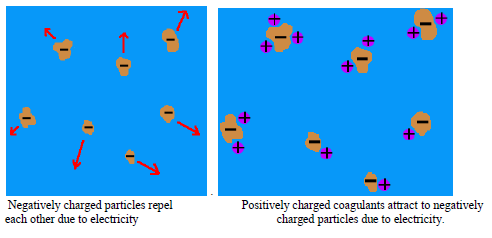 Negatively charged particles repel
each other due to electricity
Positively charged coagulants attract to negatively
charged particles due to electricity.